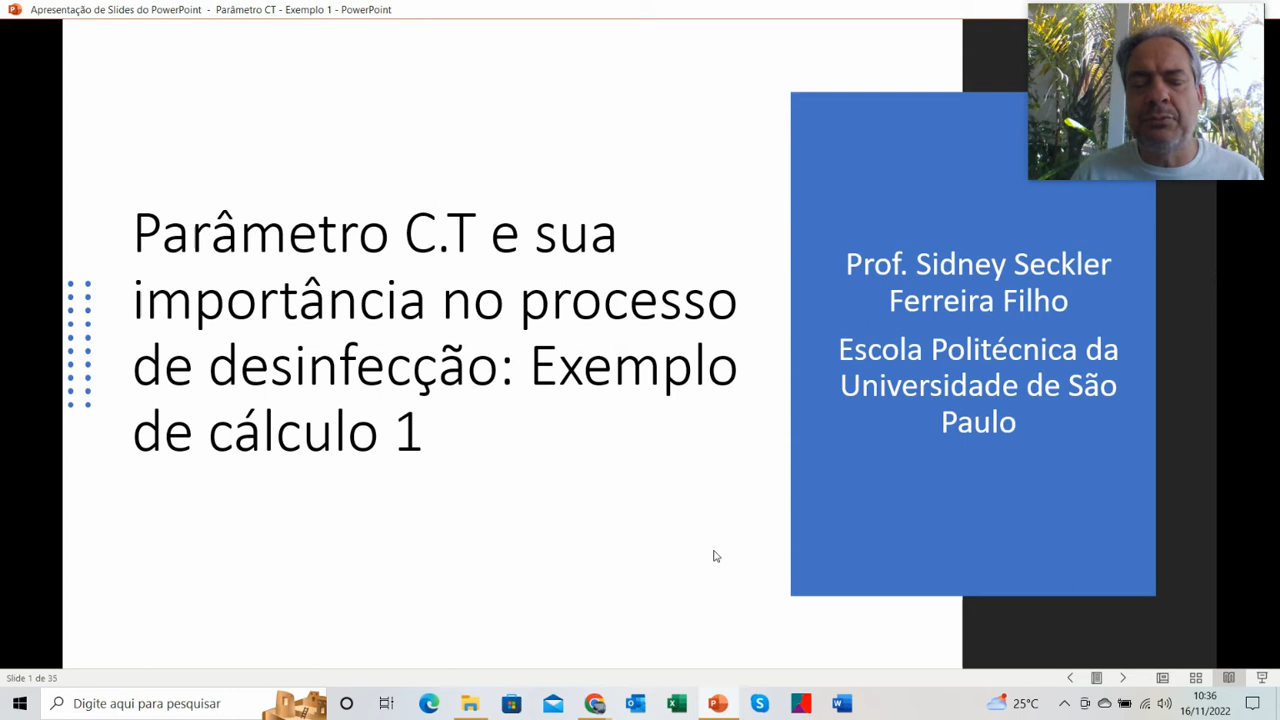 Apresentação de Slides do PowerPoint - Parâmetro CT - Exemplo 1 - PowerPoint
Parâmetro C.T e sua
importância no processo
de desinfecção: Exemplo
de cálculo 1
Prof. Sidney Seckler
Ferreira Filho
Escola Politécnica da
Universidade de São
Paulo
Slide 1 de 35
Digite aqui para pesquisar
25°C
10:36
16/11/2022